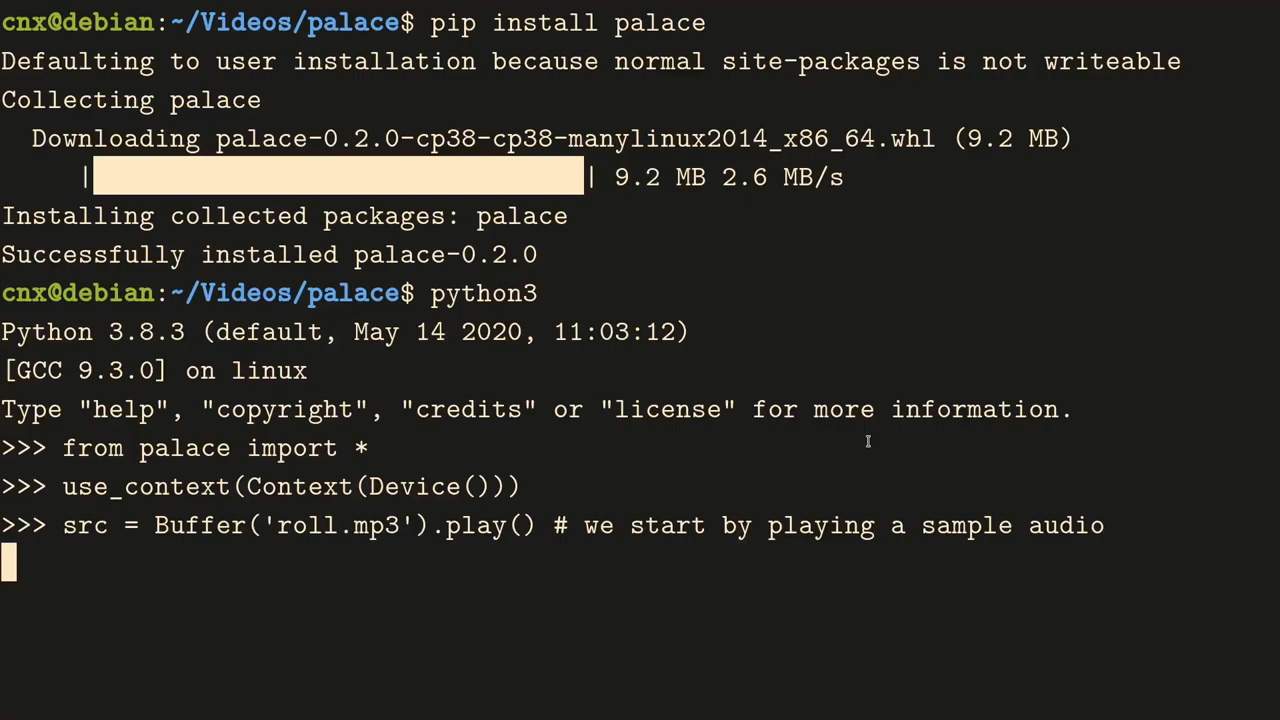 cnx@debian:~/Videos/palace$ pip install palace
Defaulting to user installation because normal site-packages is not writeable
Collecting palace
  Downloading palace-0.2.0-cp38-cp38-manylinux2014_x86_64.whl (9.2 MB)
     |████████████████████████████████| 9.2 MB 2.6 MB/s
Installing collected packages: palace
Successfully installed palace-0.2.0
cnx@debian:~/Videos/palace$ python3
Python 3.8.3 (default, May 14 2020, 11:03:12)
[GCC 9.3.0] on linux
Type "help", "copyright", "credits" or "license" for more information.
>>> from palace import *
>>> use_context(Context(Device()))
>>> src = Buffer('roll.mp3').play() # we start by playing a sample audio